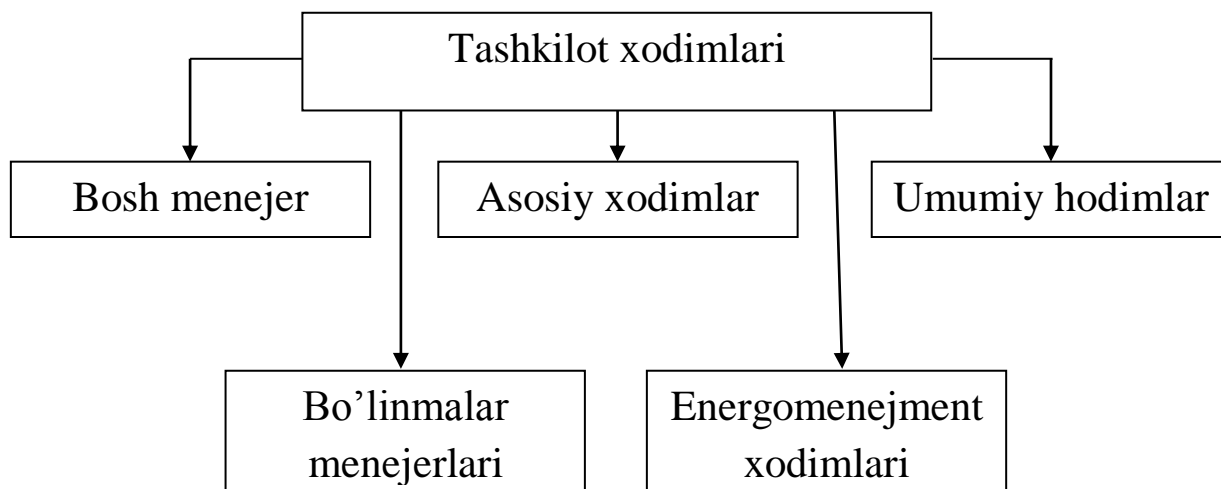 Tashkilot xodimlari
Bosh menejer
Asosiy xodimlar
Umumiy hodimlar
Bo’linmalar
menejerlari
Energomenejment
xodimlari